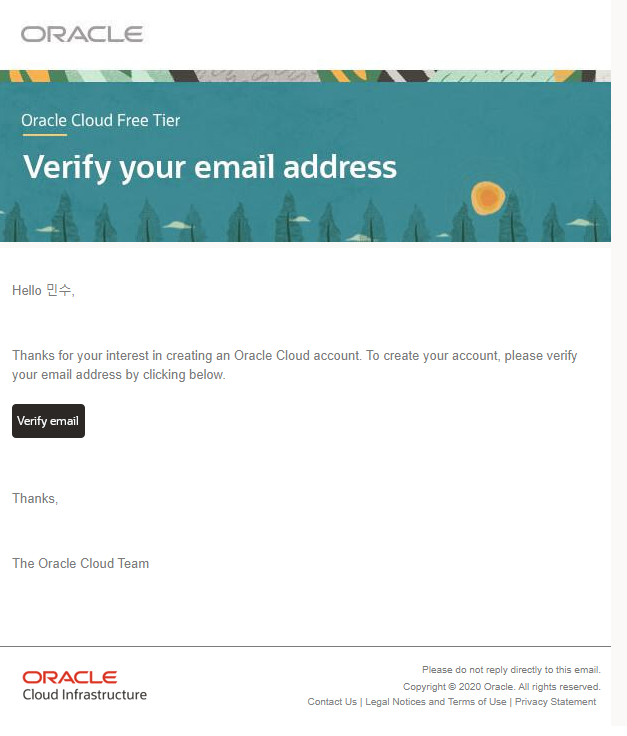 ORACLE
Oracle Cloud Free Tier
Verify your email address
Hello 민수,
Thanks for your interest in creating an Oracle Cloud account. To create your account, please verify
your email address by clicking below.
Verify email
Thanks,
The Oracle Cloud Team
ORACLE
Cloud Infrastructure
Please do not reply directly to this email.
Copyright © 2020 Oracle. All rights reserved.
Contact Us | Legal Notices and Terms of Use | Privacy Statement